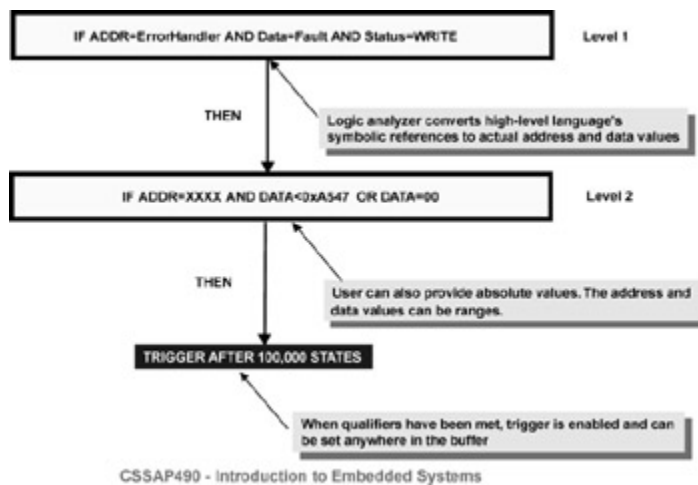 IF ADDR=ErrorHandler AND Data=Fault AND Status=WRITE
Level 1
THEN
Logic analyzer converts high-level language's
symbolic references to actual address and data values
IF ADDR=XXXX AND DATA<0xA547 OR DATA=00
Level 2
THEN
User can also provide absolute values. The address and
data values can be ranges.
TRIGGER AFTER 100,000 STATES
When qualifiers have been met, trigger is enabled and can
be set anywhere in the buffer
CSSAP490 - Introduction to Embedded Systems